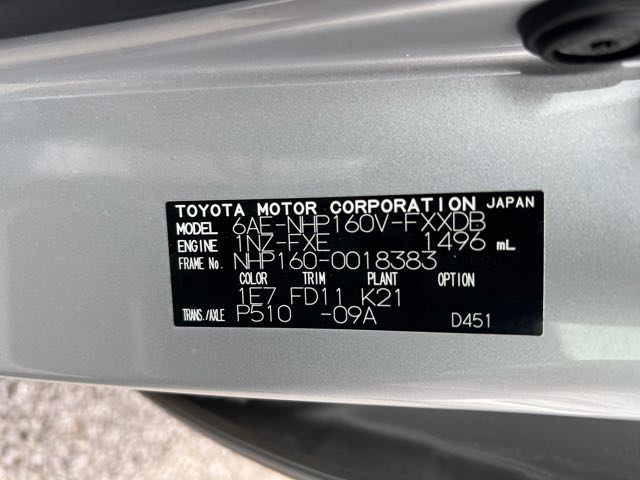 TOYOTA MOTOR CORPORATION JAPAN
MODEL 6AE-NHP160V-FXXDB
ENGINE 1NZ-FXE 1496 mL
FRAME No. NHP160-0018383
COLOR TRIM PLANT OPTION
1E7 FD11 K21
TRANS./AXLE P510 -09A D451